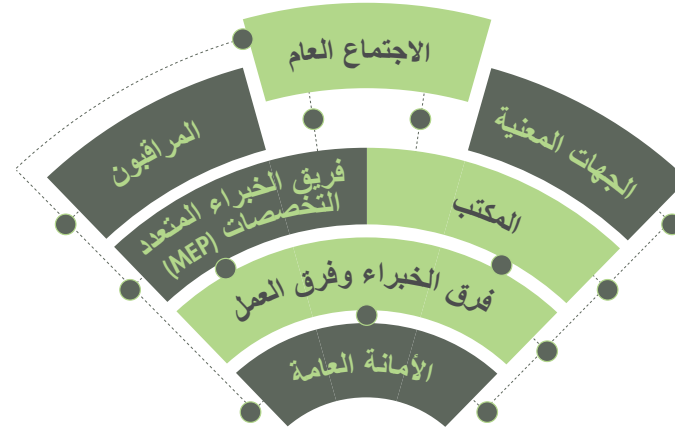 الاجتماع العام
الجهات المعنية
المراقبون
المكتب
فريق الخبراء المتعدد
التخصصات (MEP)
فرق الخبراء وفرق العمل
الأمانة العامة